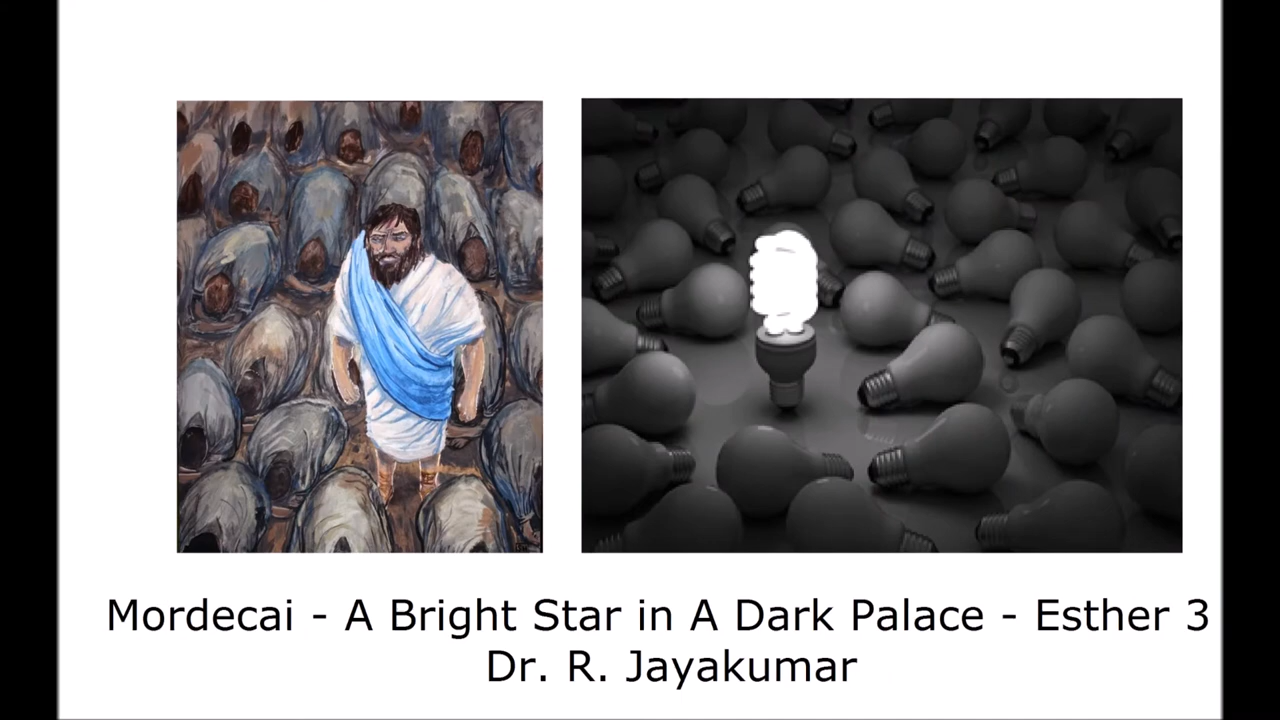 Mordecai - A Bright Star in A Dark Palace - Esther 3
Dr. R. Jayakumar